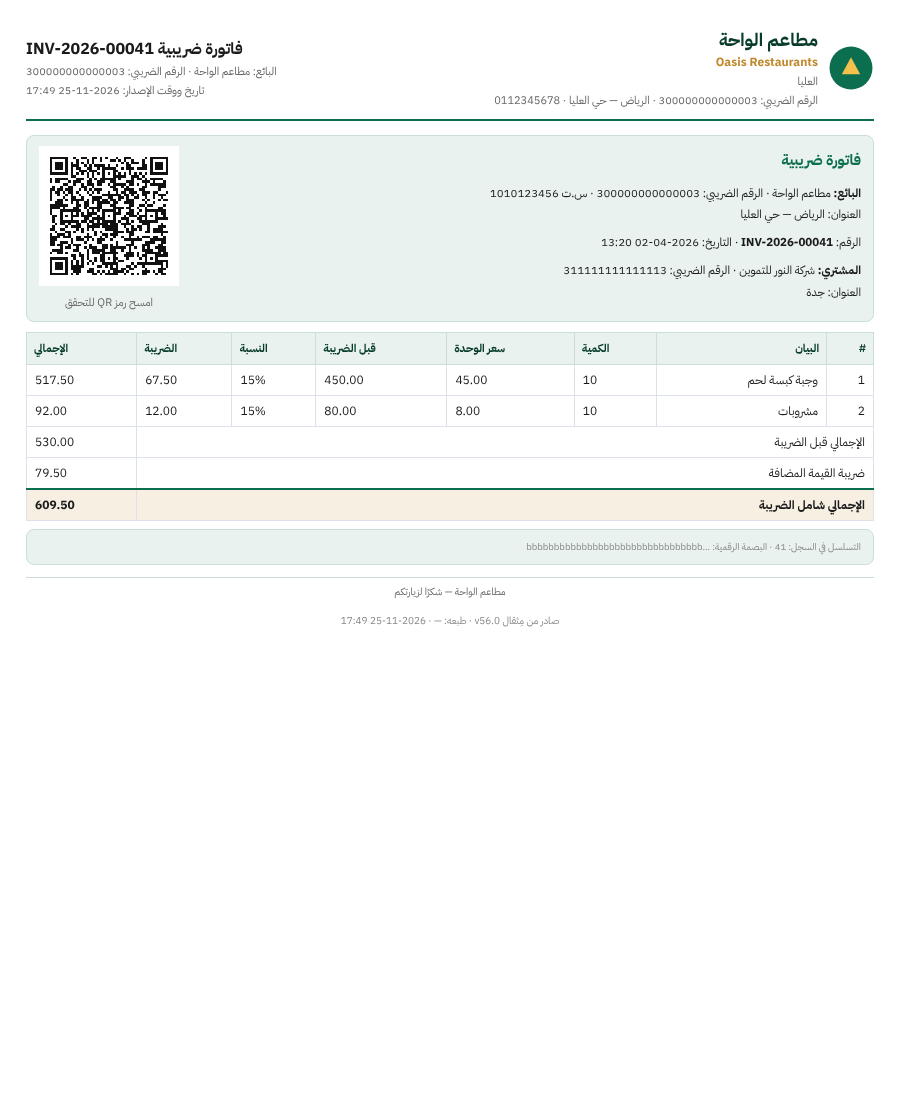 مطاعم الواحة
Oasis Restaurants
العليا
الرقم الضريبي: 300000000000003 · الرياض — حي العليا · 0112345678
فاتورة ضريبية INV-2026-00041
البائع: مطاعم الواحة · الرقم الضريبي: 300000000000003
تاريخ ووقت الإصدار: 2026-11-25 17:49
فاتورة ضريبية
البائع: مطاعم الواحة · الرقم الضريبي: 300000000000003 · س.ت 1010123456
العنوان: الرياض — حي العليا
الرقم: INV-2026-00041 · التاريخ: 2026-04-02 13:20
المشتري: شركة النور للتموين · الرقم الضريبي: 311111111111113
العنوان: جدة
امسح رمز QR للتحقق
# البيان الكمية سعر الوحدة قبل الضريبة النسبة الضريبة الإجمالي
1 وجبة كبسة لحم 10 45.00 450.00 15% 67.50 517.50
2 مشروبات 10 8.00 80.00 15% 12.00 92.00
الإجمالي قبل الضريبة 530.00
ضريبة القيمة المضافة 79.50
الإجمالي شامل الضريبة 609.50
التسلسل في السجل: 41 · البصمة الرقمية: bbbbbbbbbbbbbbbbbbbbbbbbbbbbbbbb…
مطاعم الواحة — شكرًا لزيارتكم
صادر من مِثقال v56.0 · طبعه: — · 2026-11-25 17:49